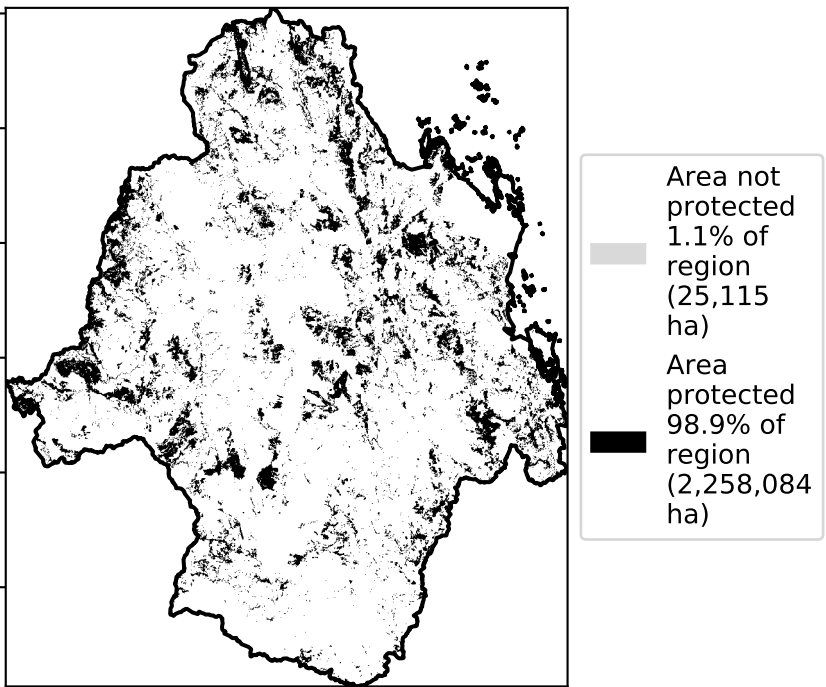 Area not
protected
1.1% of
region
(25,115
ha)
Area
protected
98.9% of
region
(2,258,084
ha)